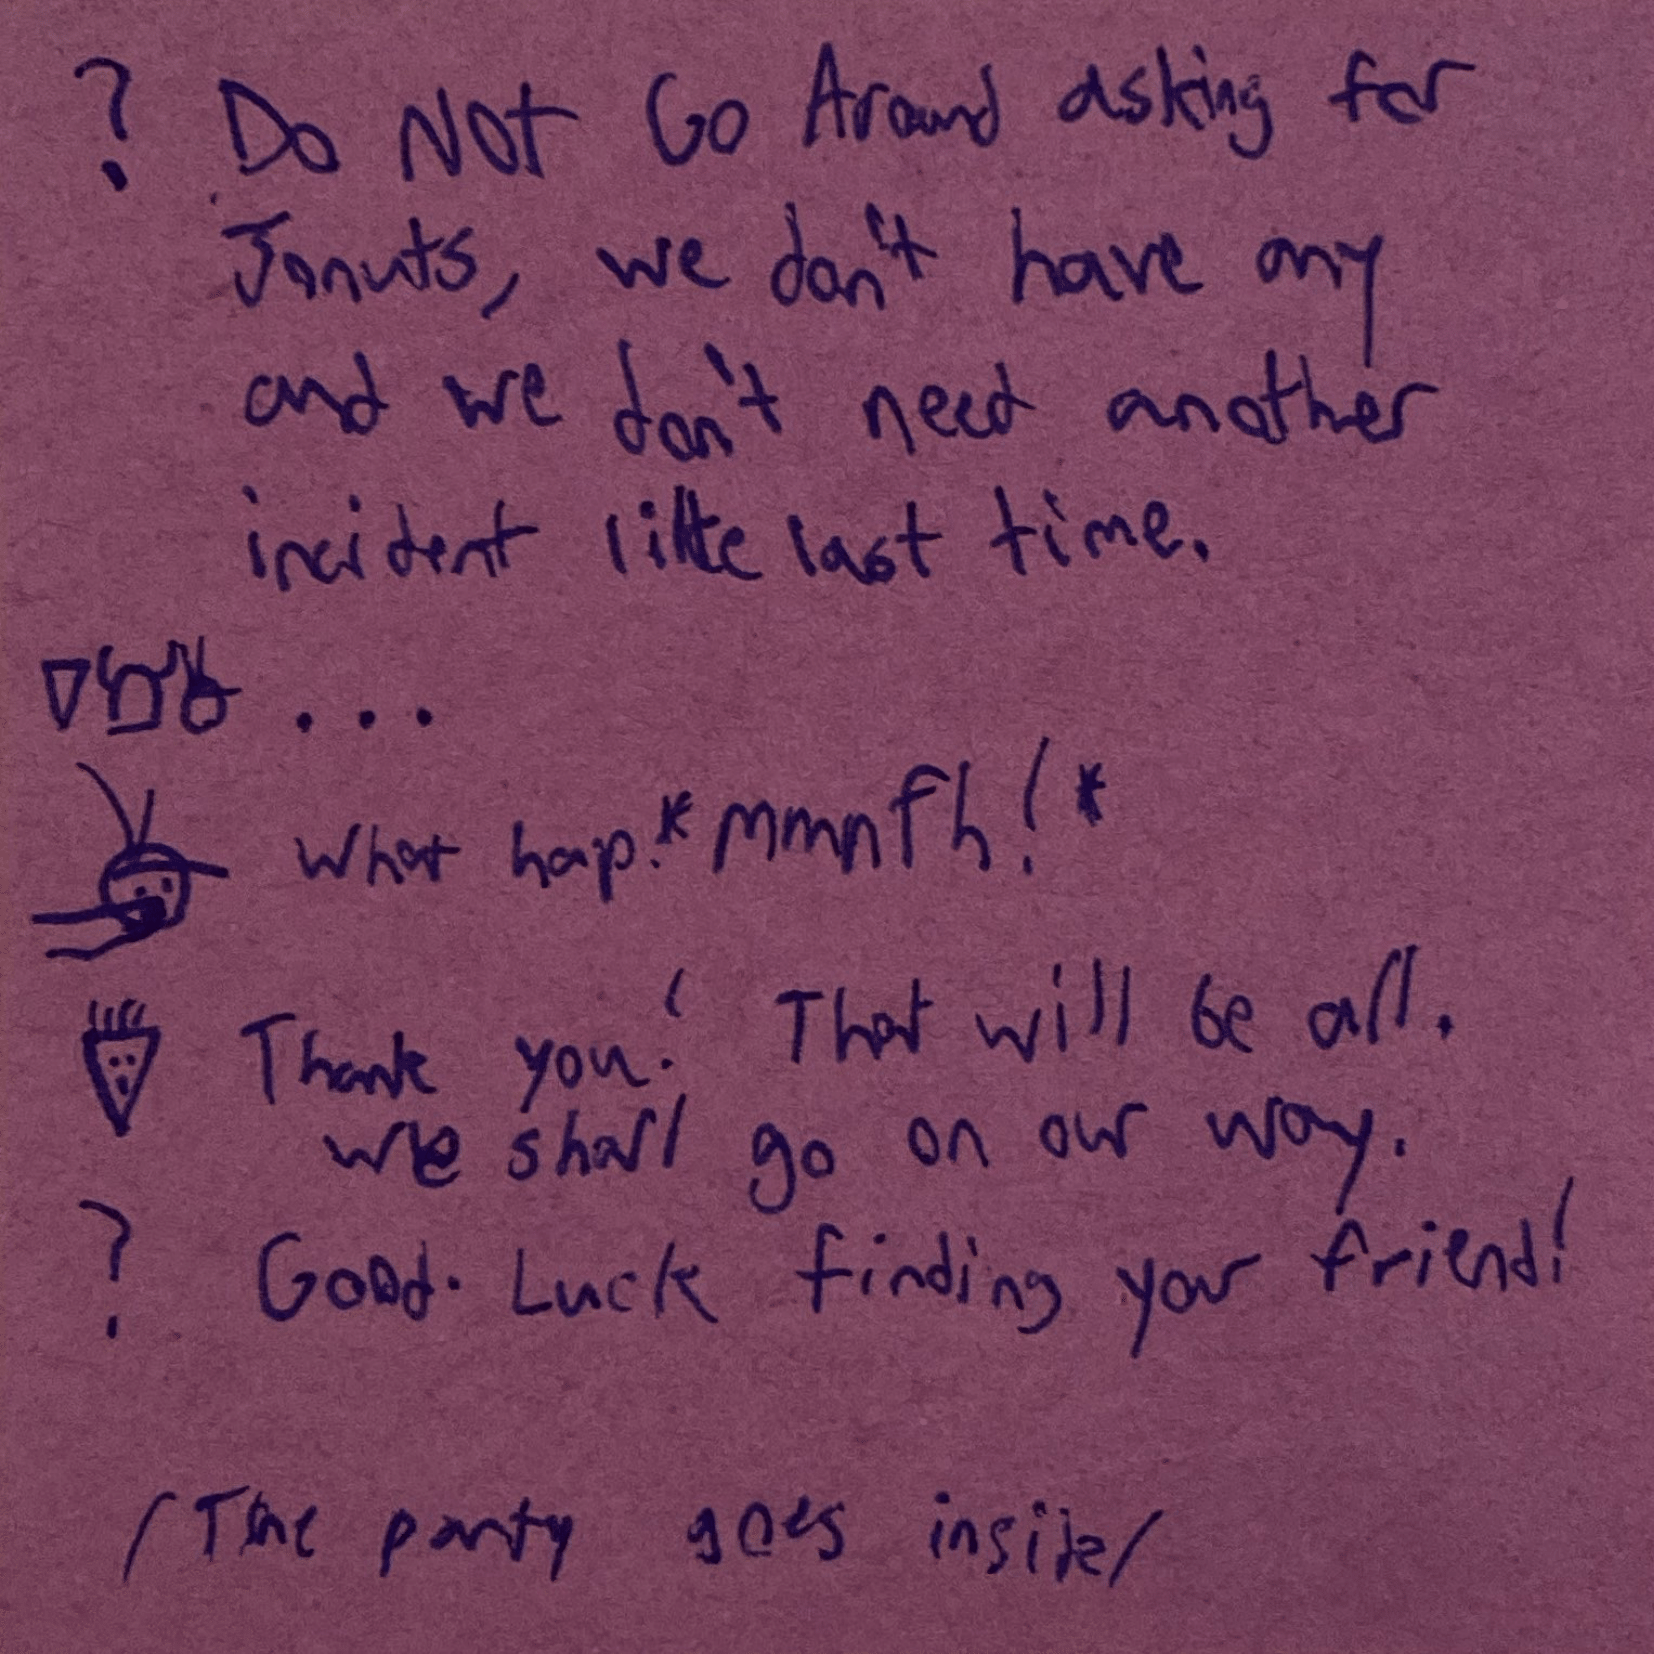 ? Do Not Go Around asking for
Jonuts, we don't have any
and we don't need another
incident like last time.
...
What hap.*Mmmnfh!*
Thank you! That will be all.
we shall go on our way.
? Good. Luck finding your friend!
/The party goes inside/